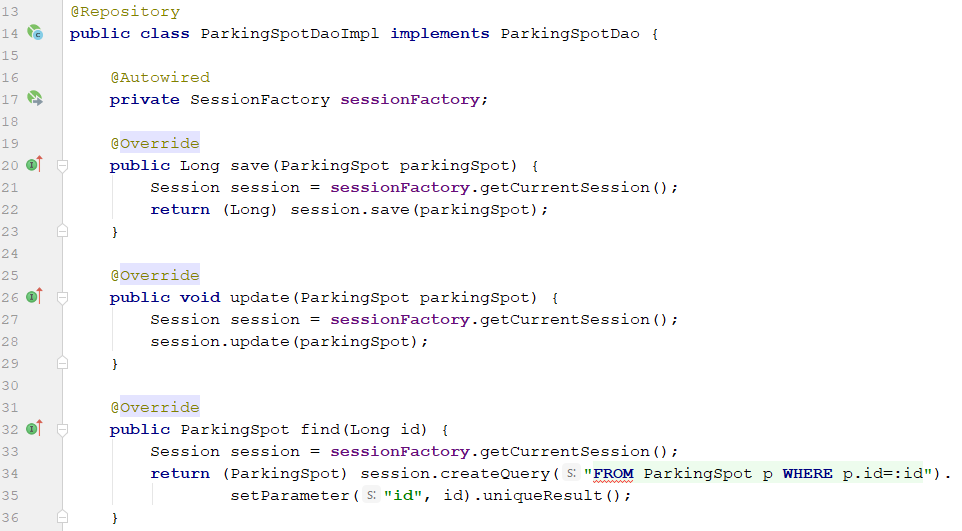 13 @Repository
14 public class ParkingSpotDaoImpl implements ParkingSpotDao {
15
16     @Autowired
17     private SessionFactory sessionFactory;
18
19     @Override
20     public Long save(ParkingSpot parkingSpot) {
21         Session session = sessionFactory.getCurrentSession();
22         return (Long) session.save(parkingSpot);
23     }
24
25     @Override
26     public void update(ParkingSpot parkingSpot) {
27         Session session = sessionFactory.getCurrentSession();
28         session.update(parkingSpot);
29     }
30
31     @Override
32     public ParkingSpot find(Long id) {
33         Session session = sessionFactory.getCurrentSession();
34         return (ParkingSpot) session.createQuery( s: "FROM ParkingSpot p WHERE p.id=:id").
35                 setParameter( s: "id", id).uniqueResult();
36     }